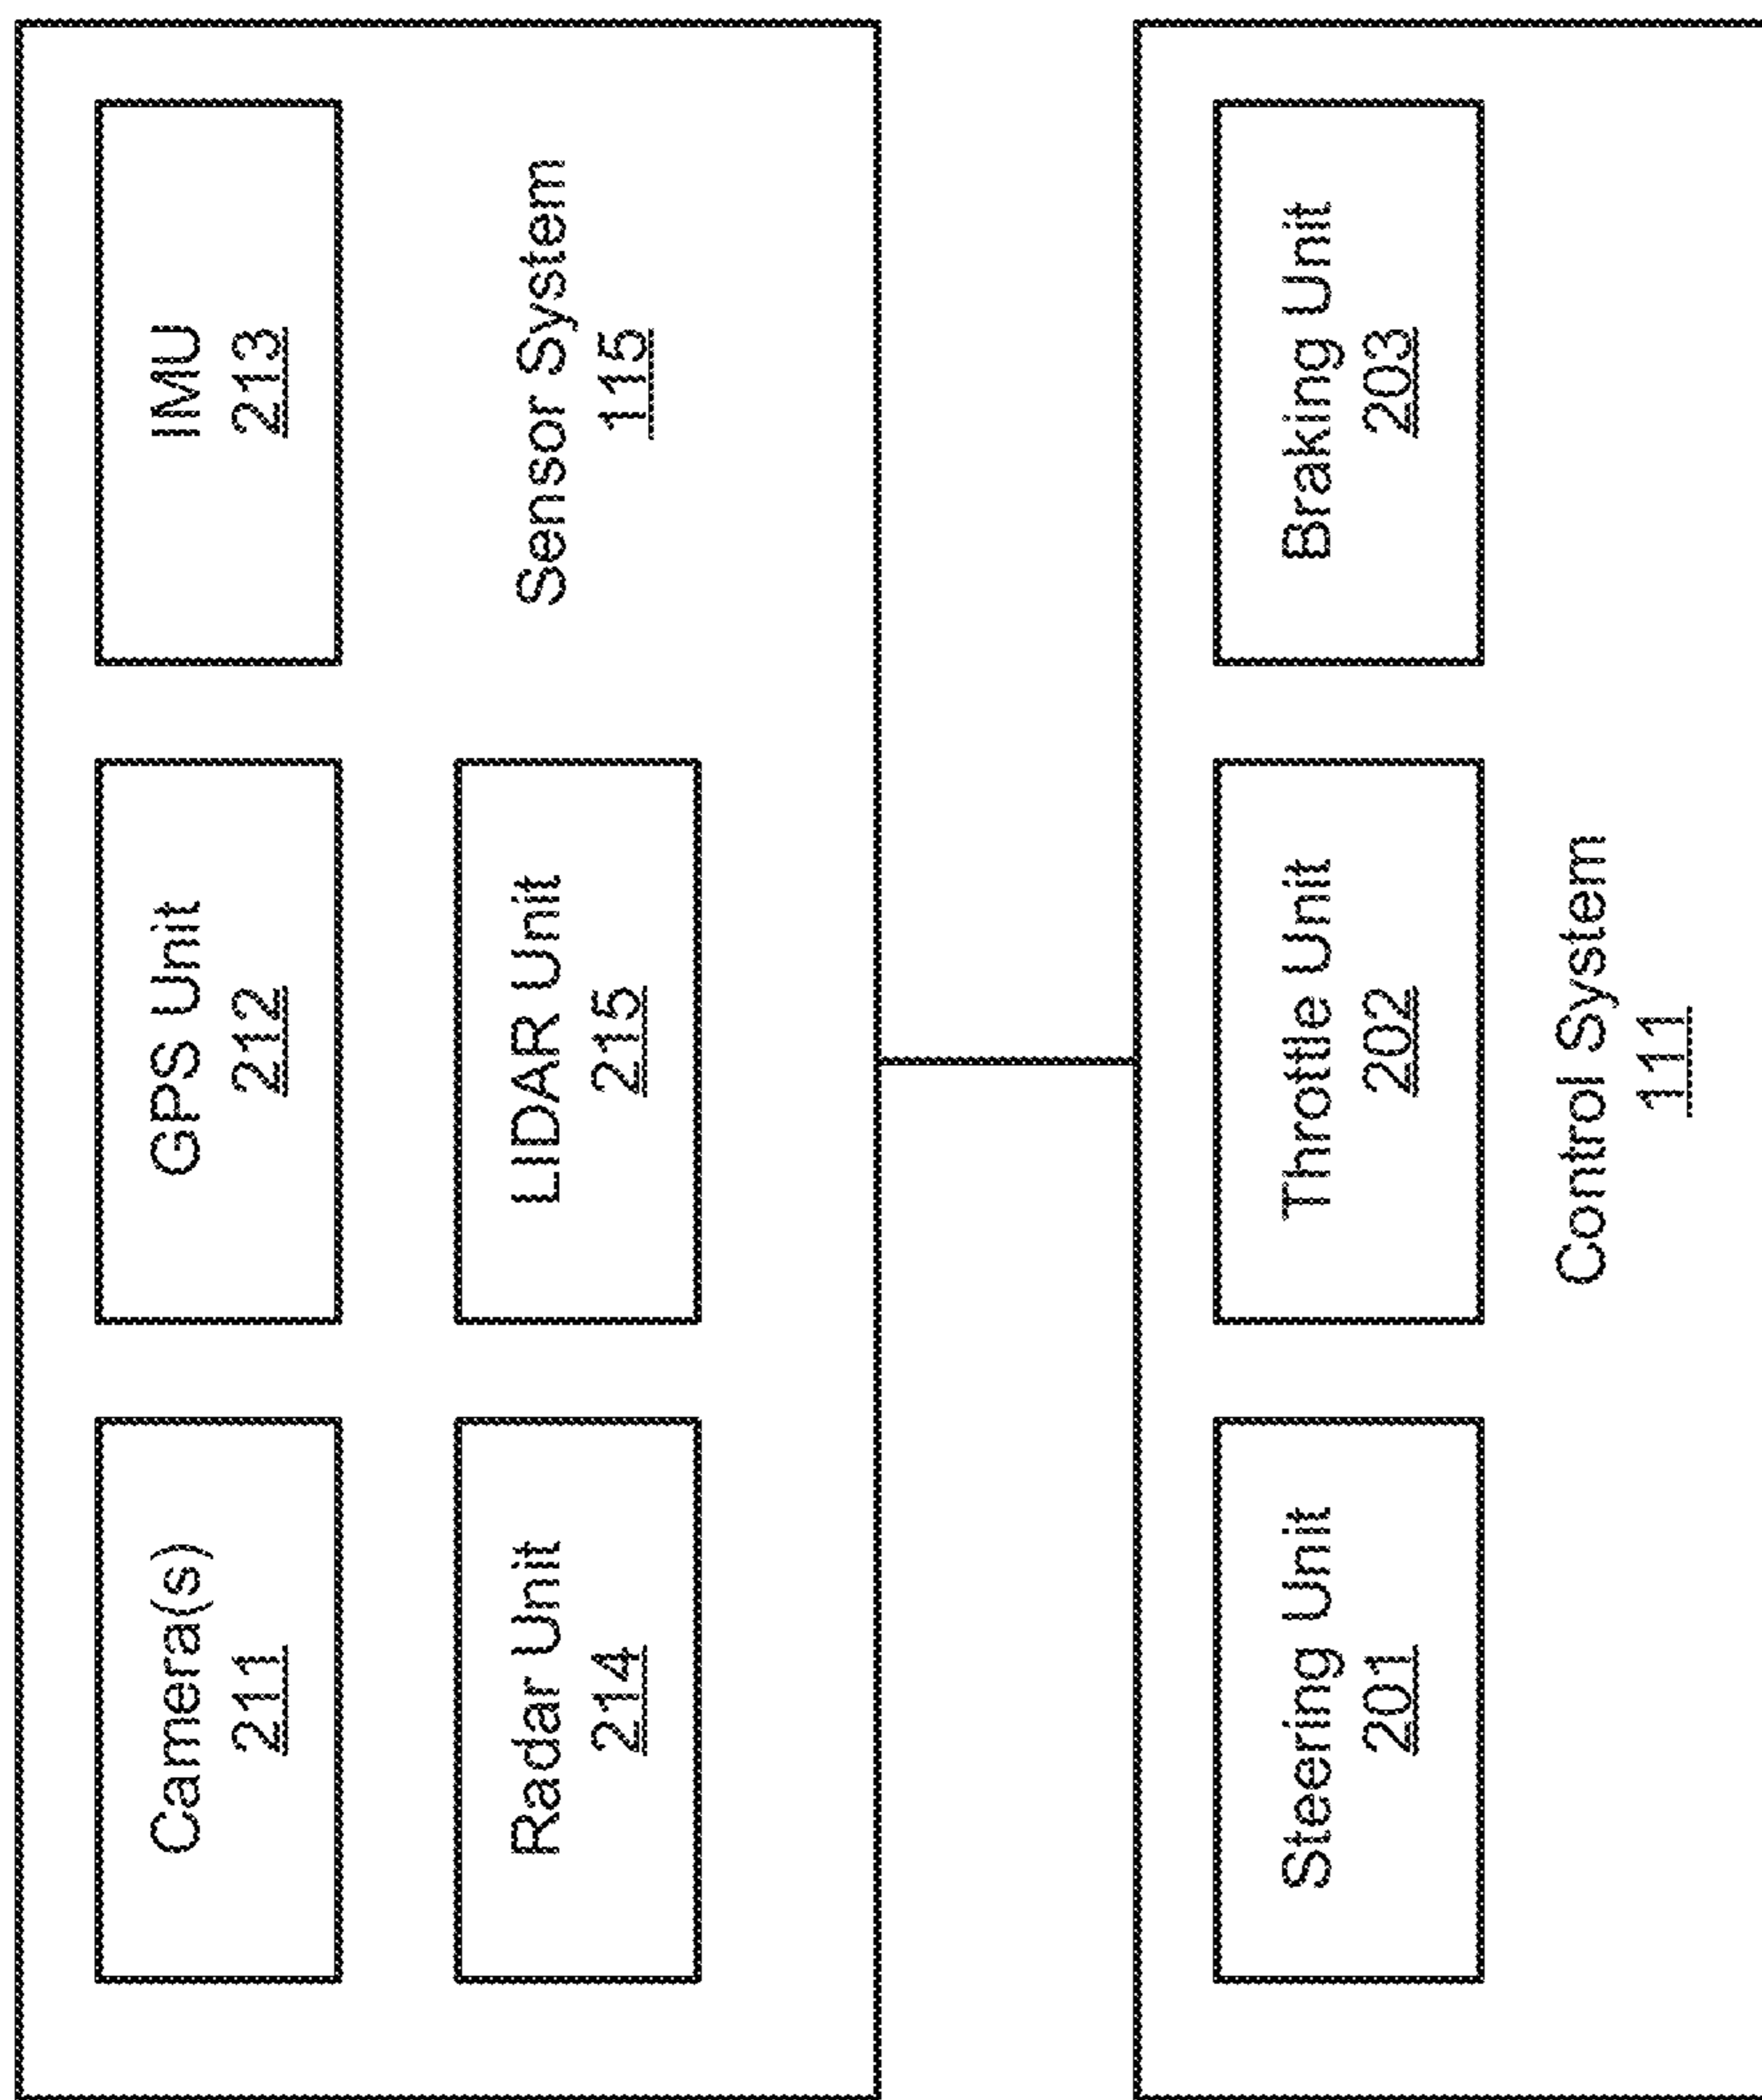 Camera(s)
211
GPS Unit
212
IMU
213
Radar Unit
214
LIDAR Unit
215
Sensor System
115
Steering Unit
201
Throttle Unit
202
Braking Unit
203
Control System
111